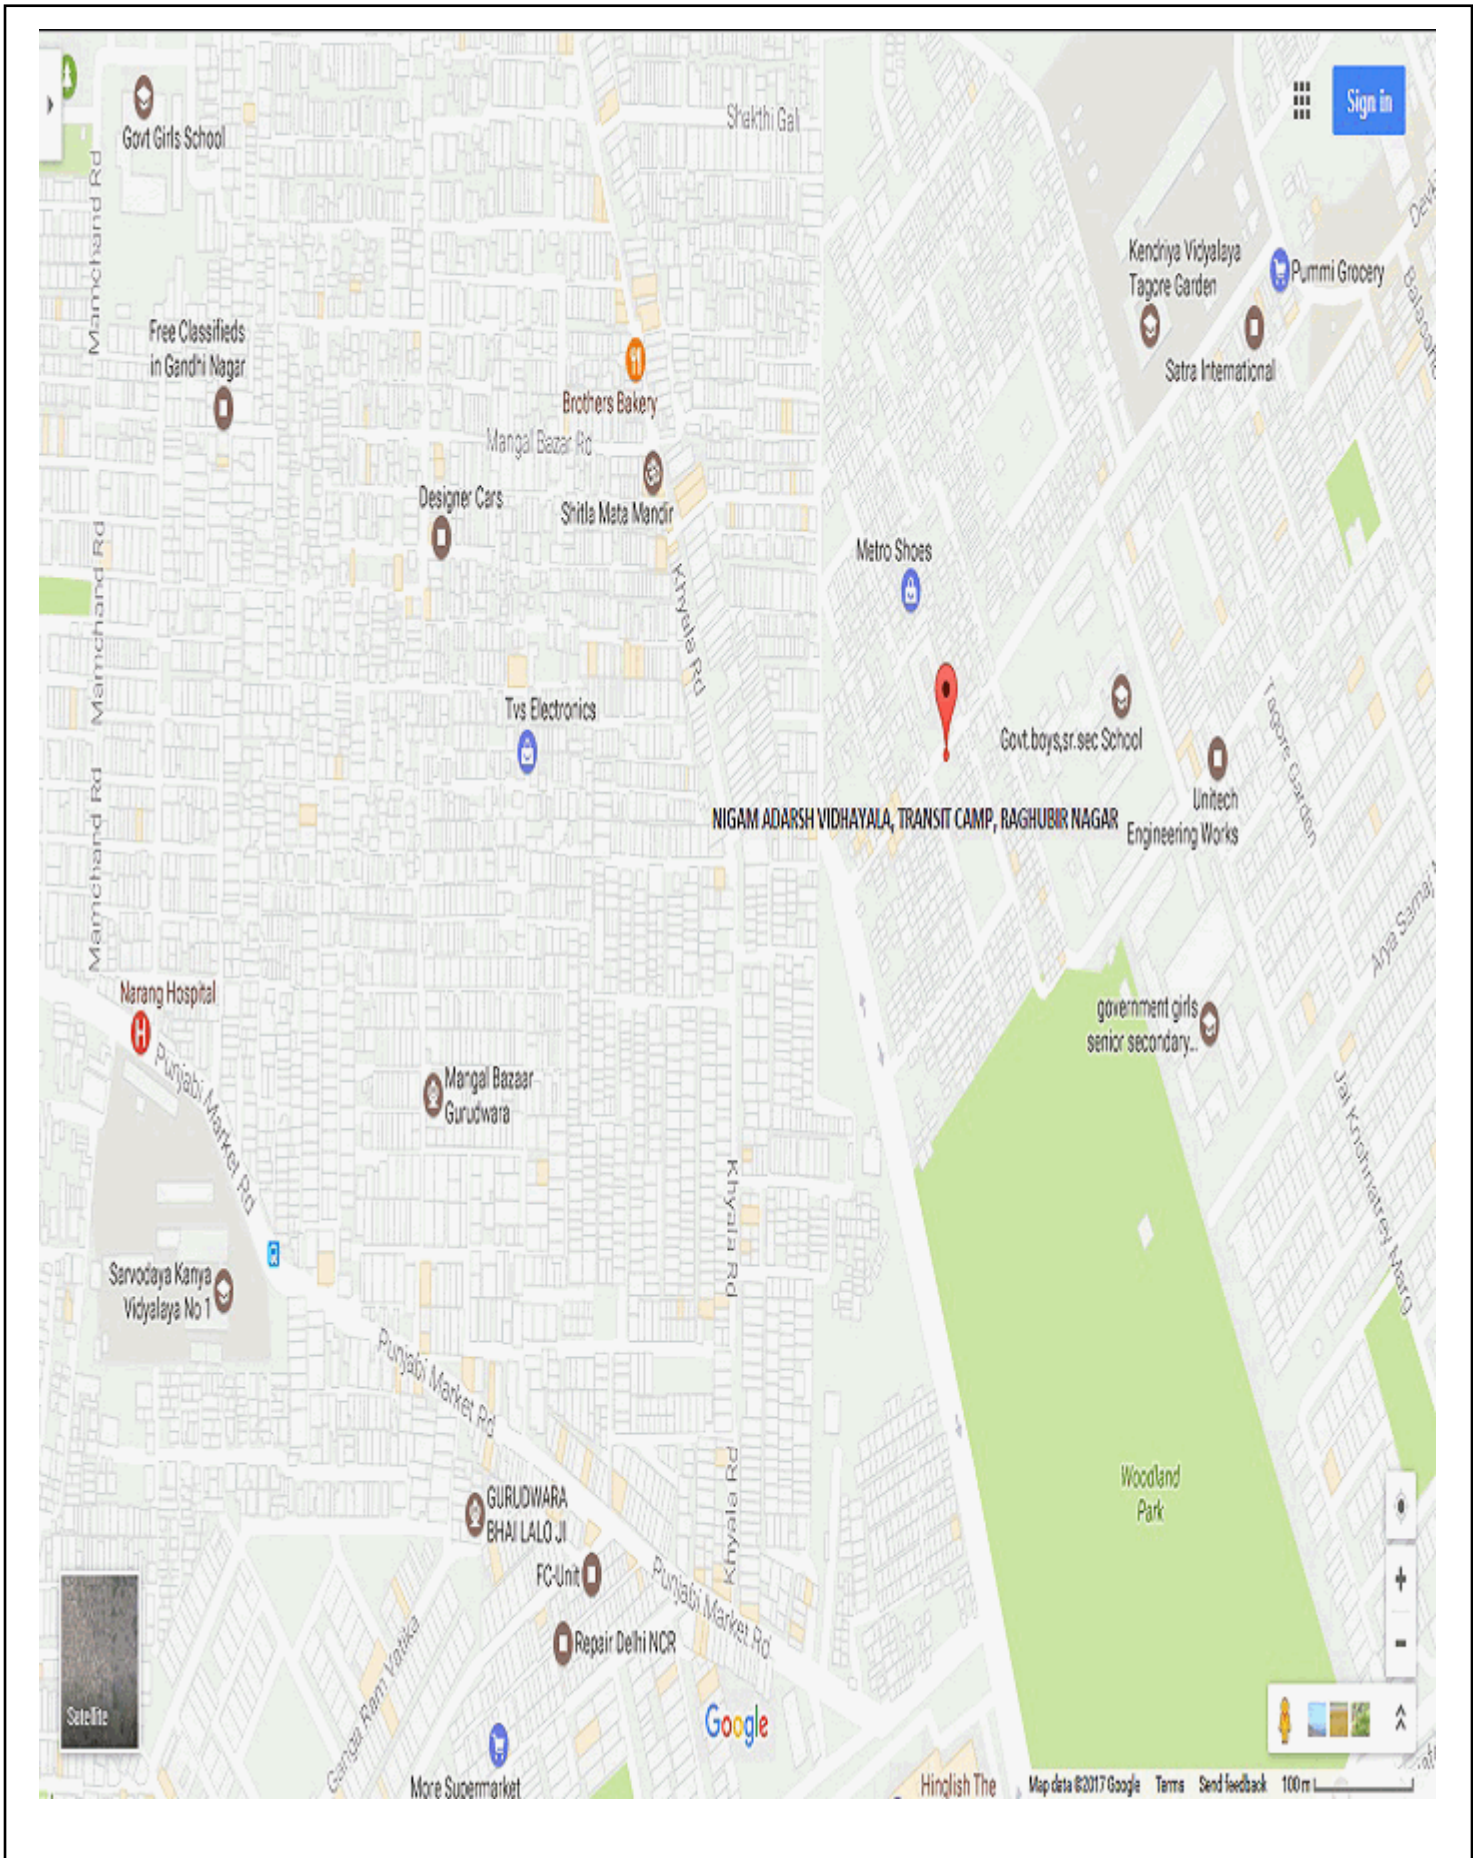 Sign in
Govt Girls School
Shakthi Gali
Mamchand Rd
Kendriya Vidyalaya
Tagore Garden
Pummi Grocery
Satra International
Free Classifieds
in Gandhi Nagar
Brothers Bakery
Mangal Bazar Rd
Designer Cars
Shitla Mata Mandir
Metro Shoes
Khyala Rd
Mamchand Rd
Tvs Electronics
Govt.boys,sr.sec School
Tagore Garden
Unitech
Engineering Works
NIGAM ADARSH VIDHAYALA, TRANSIT CAMP, RAGHUBIR NAGAR
Mamchand Rd
Arya Samaj
Narang Hospital
government girls
senior secondary...
Punjabi Market Rd
Mangal Bazaar
Gurudwara
Khyala Rd
Sarvodaya Kanya
Vidyalaya No 1
Punjabi Market Rd
Woodland
Park
Khyala Rd
GURUDWARA
BHAI LALO JI
FC-Unit
Punjabi Market Rd
Repair Delhi NCR
Ganga Ram Vatika
Satellite
Google
More Supermarket
Hinglish The
Map data ©2017 Google Terms Send feedback 100 m